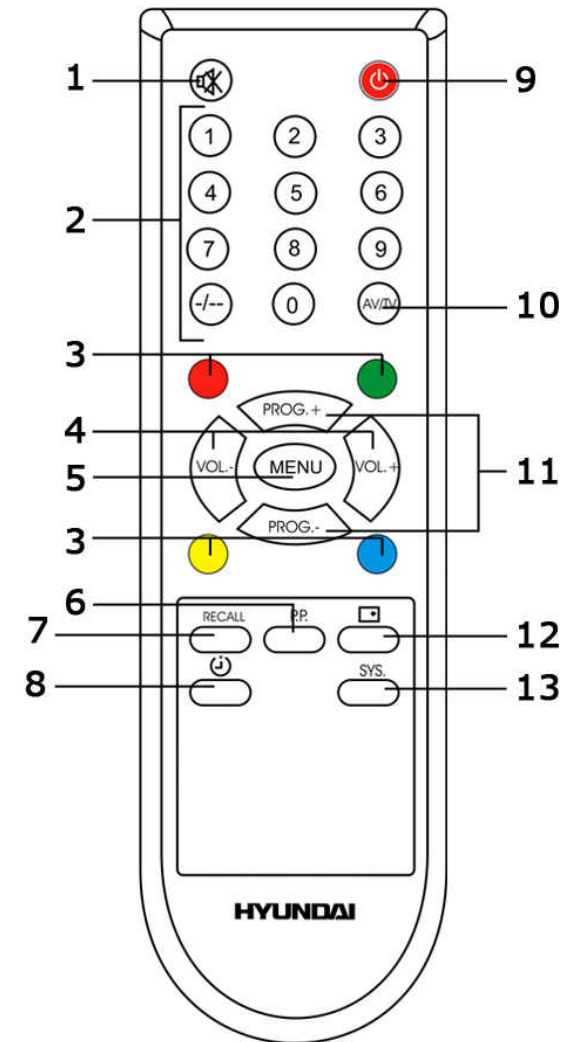 1 9
1 2 3
4 5 6
2
7 8 9
-/-- 0 AV/TV 10
3
PROG.+
4
VOL.- MENU VOL.+ 11
5
PROG.-
3
6
RECALL P.P.
7 12
8 SYS. 13
HYUNDAI